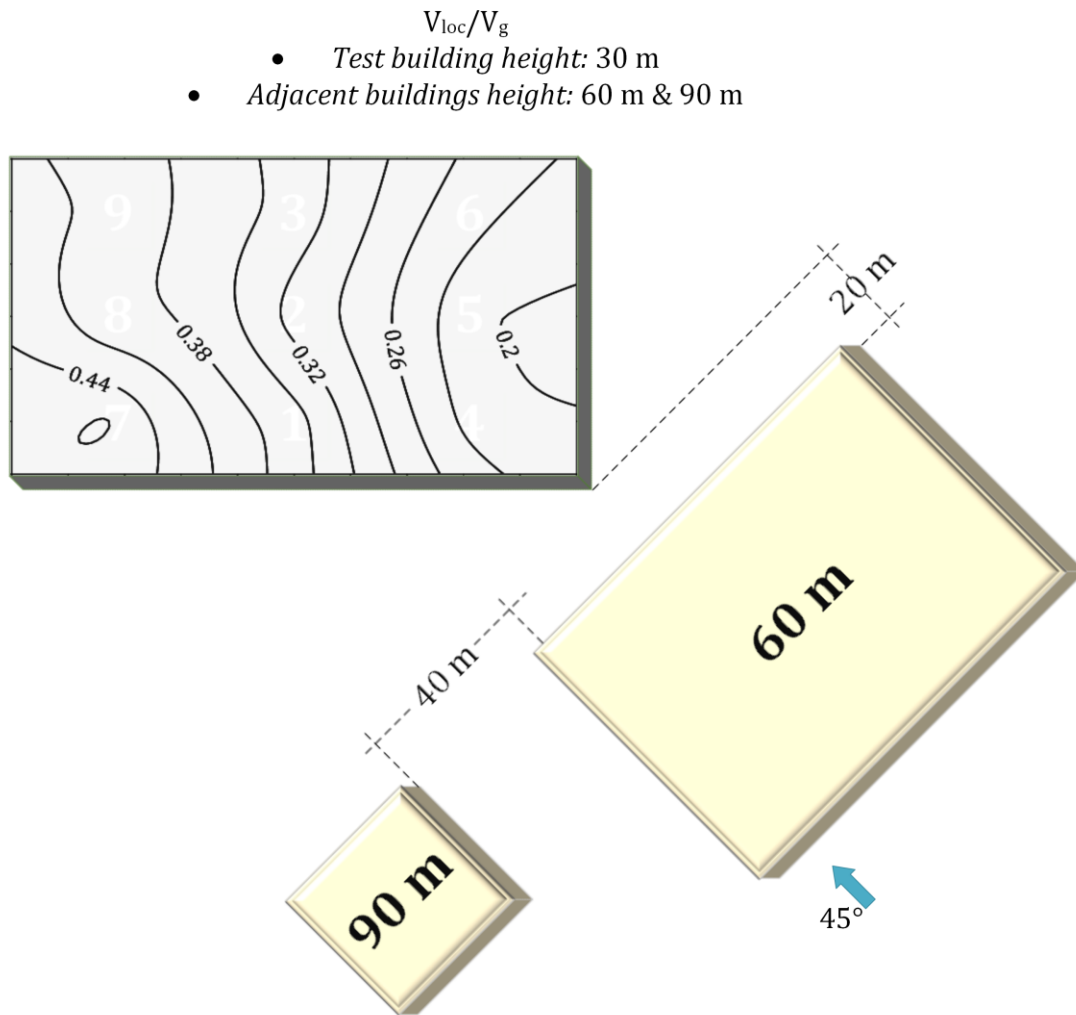 Vloc/Vg
• Test building height: 30 m
• Adjacent buildings height: 60 m & 90 m
9 3 6
8 2 5
0.38 0.32 0.26 0.2
0.44
7 1 4
20 m
60 m
40 m
90 m
45°